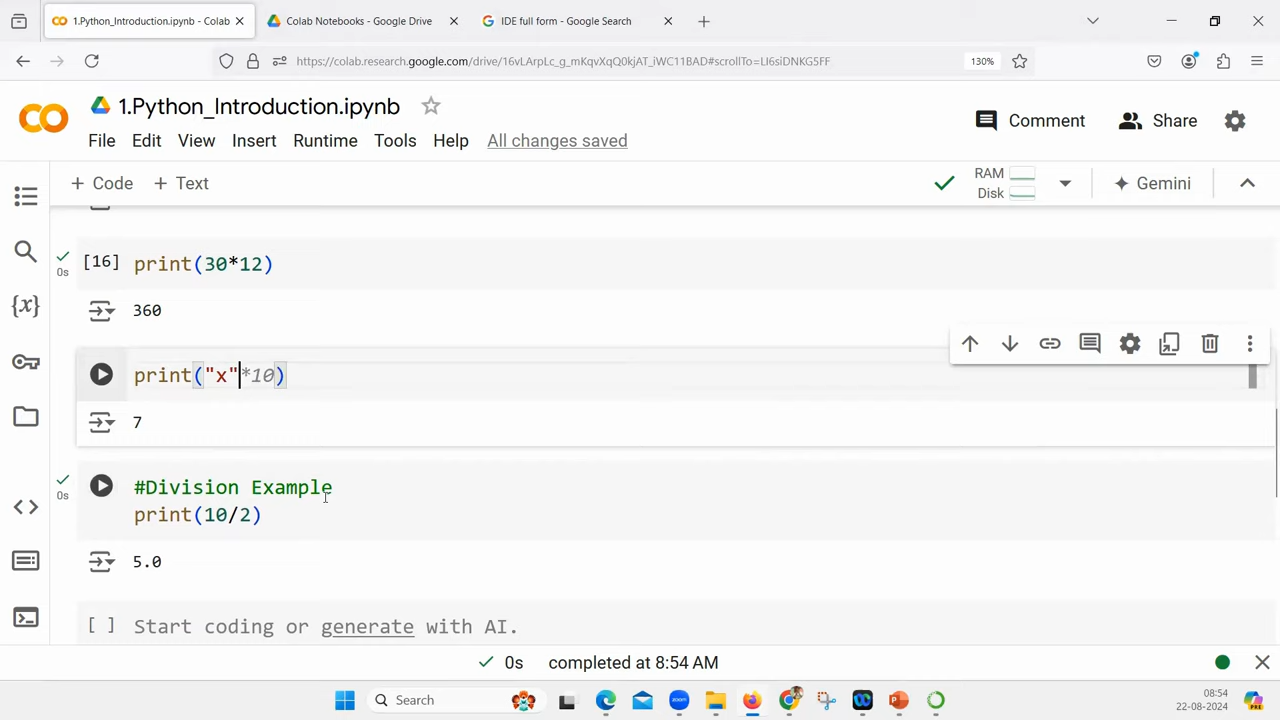 1.Python_Introduction.ipynb - Colab
Colab Notebooks - Google Drive
IDE full form - Google Search
https://colab.research.google.com/drive/16vLArpLc_g_mKqvXqQ0kjAT_iWC11BAD#scrollTo=LI6siDNKG5FF
130%
1.Python_Introduction.ipynb
Comment
Share
File Edit View Insert Runtime Tools Help All changes saved
+ Code + Text
RAM
Disk
Gemini
[16] print(30*12)
0s
360
print("x"*10)
7
#Division Example
0s
print(10/2)
5.0
[ ] Start coding or generate with AI.
0s completed at 8:54 AM
Search
08:54
22-08-2024